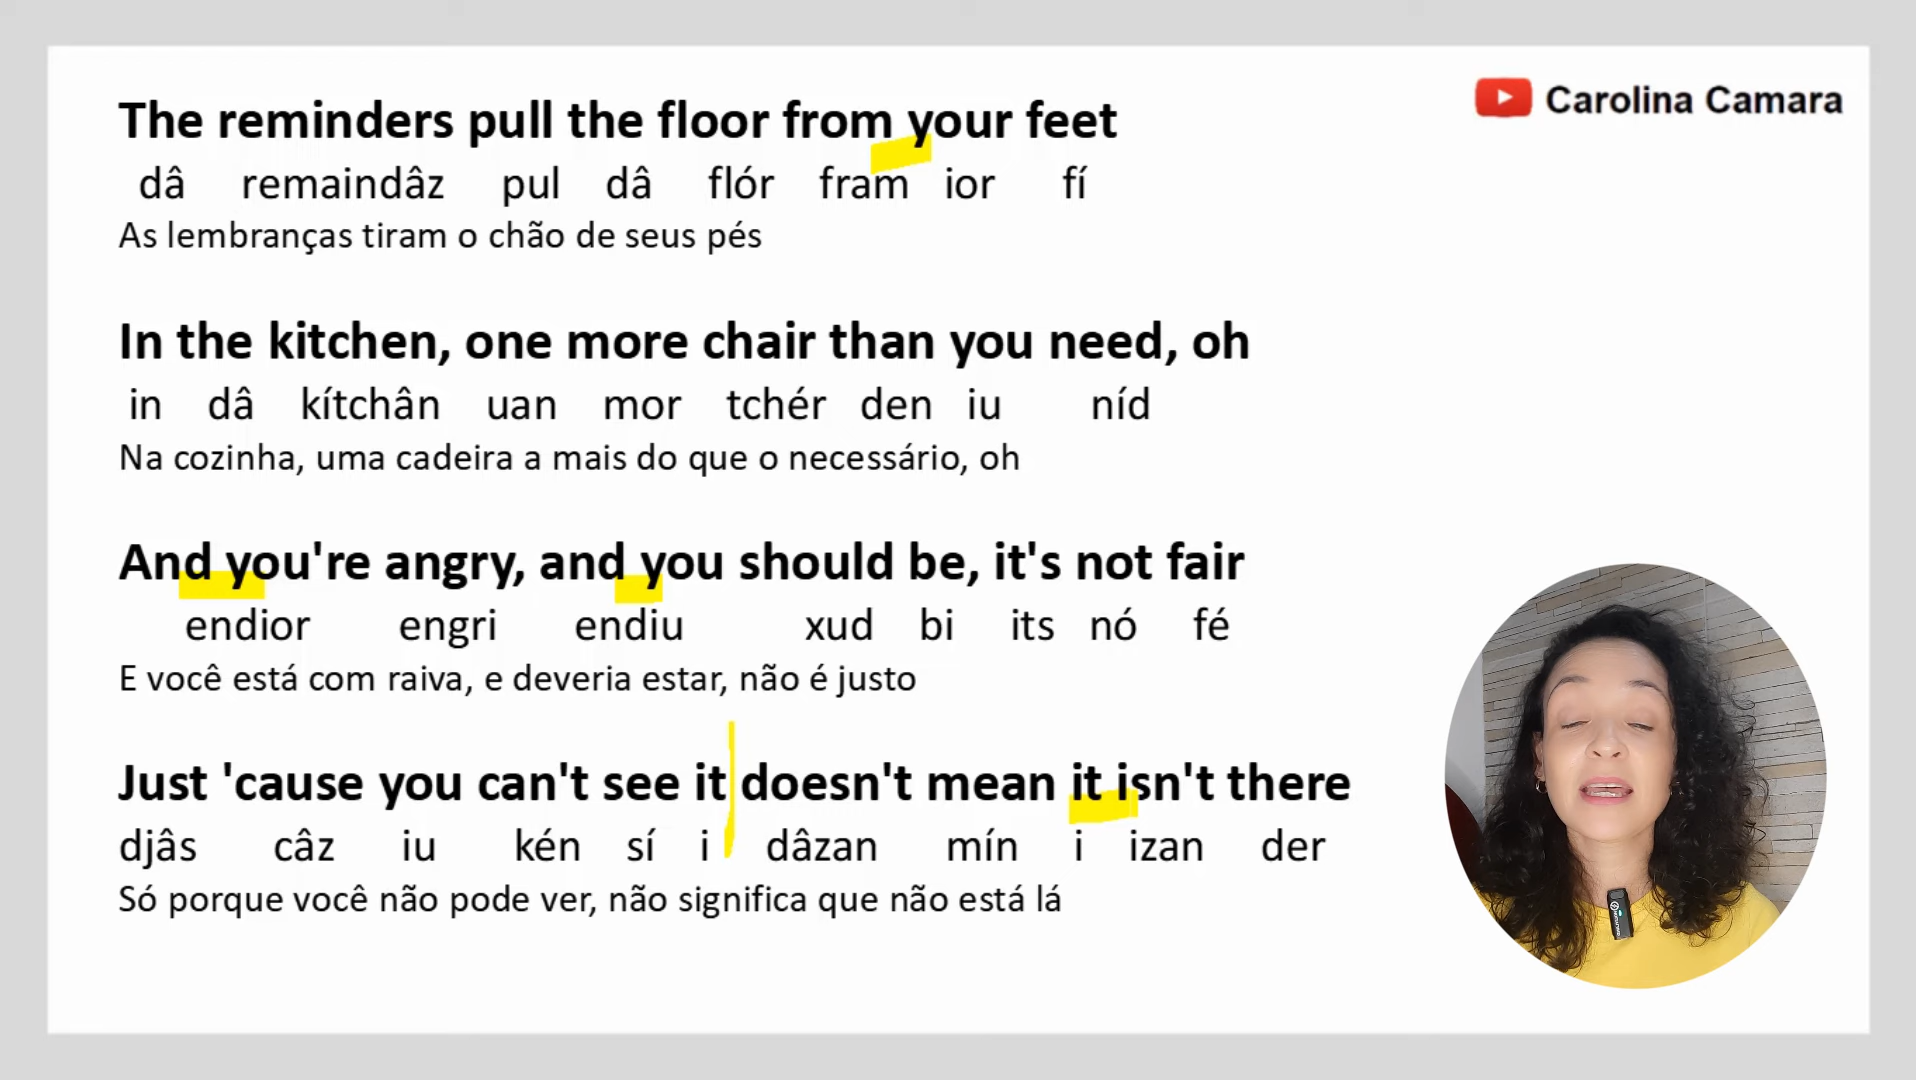 Carolina Camara
The reminders pull the floor from your feet
dâ remaindâz pul dâ flór fram ior fí
As lembranças tiram o chão de seus pés
In the kitchen, one more chair than you need, oh
in dâ kítchân uan mor tchér den iu níd
Na cozinha, uma cadeira a mais do que o necessário, oh
And you're angry, and you should be, it's not fair
endior engri endiu xud bi its nó fé
E você está com raiva, e deveria estar, não é justo
Just 'cause you can't see it doesn't mean it isn't there
djâs câz iu kén sí i dâzan mín i izan der
Só porque você não pode ver, não significa que não está lá